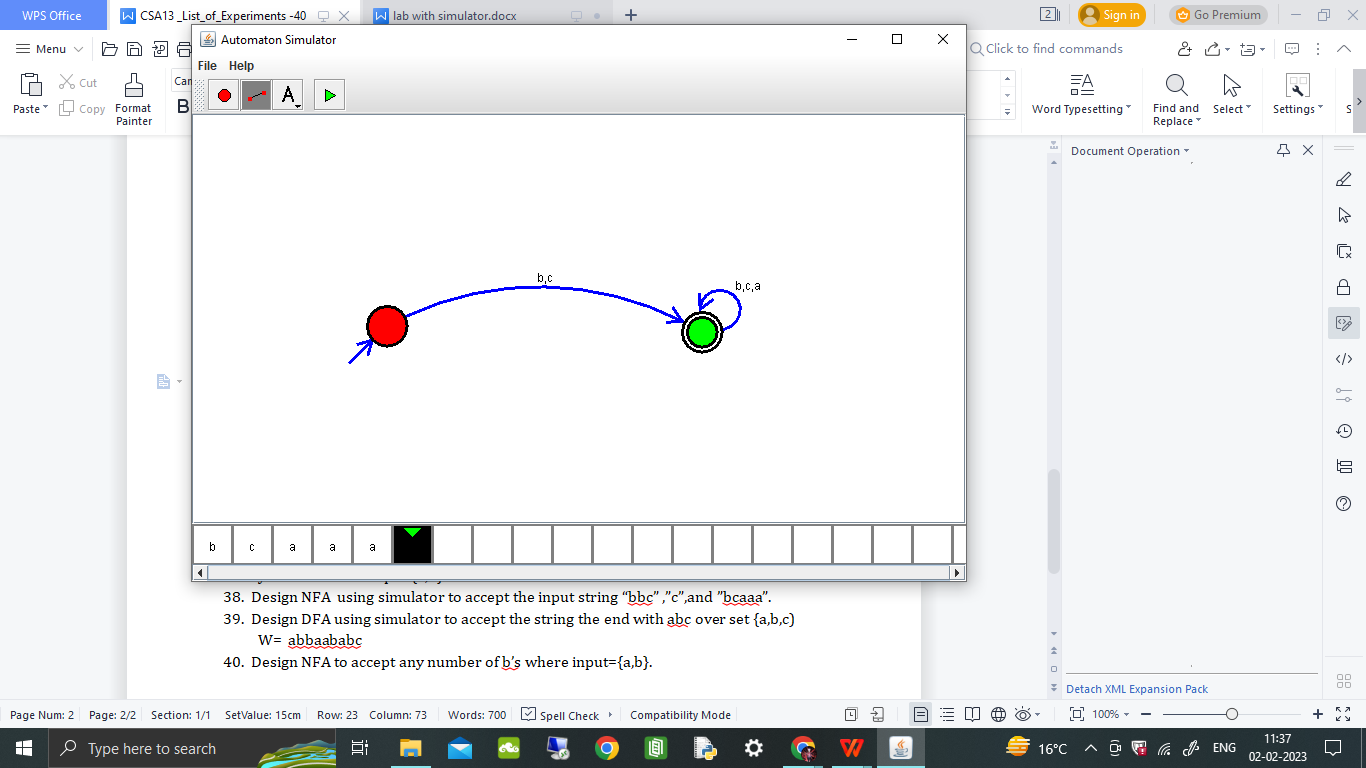 WPS Office
CSA13 _List_of_Experiments -40
lab with simulator.docx
2
Sign in
Go Premium
Menu
Automaton Simulator
Click to find commands
File Help
Paste
Cut
Copy
Format
Painter
B
A
Word Typesetting
Find and
Replace
Select
Settings
Document Operation
b,c
b,c,a
b c a a a
38. Design NFA using simulator to accept the input string “bbc” ,”c”,and ”bcaaa”.
39. Design DFA using simulator to accept the string the end with abc over set {a,b,c)
W= abbaababc
40. Design NFA to accept any number of b’s where input={a,b}.
Detach XML Expansion Pack
Page Num: 2 Page: 2/2 Section: 1/1 SetValue: 15cm Row: 23 Column: 73 Words: 700 Spell Check Compatibility Mode 100%
Type here to search
16°C
ENG
11:37
02-02-2023